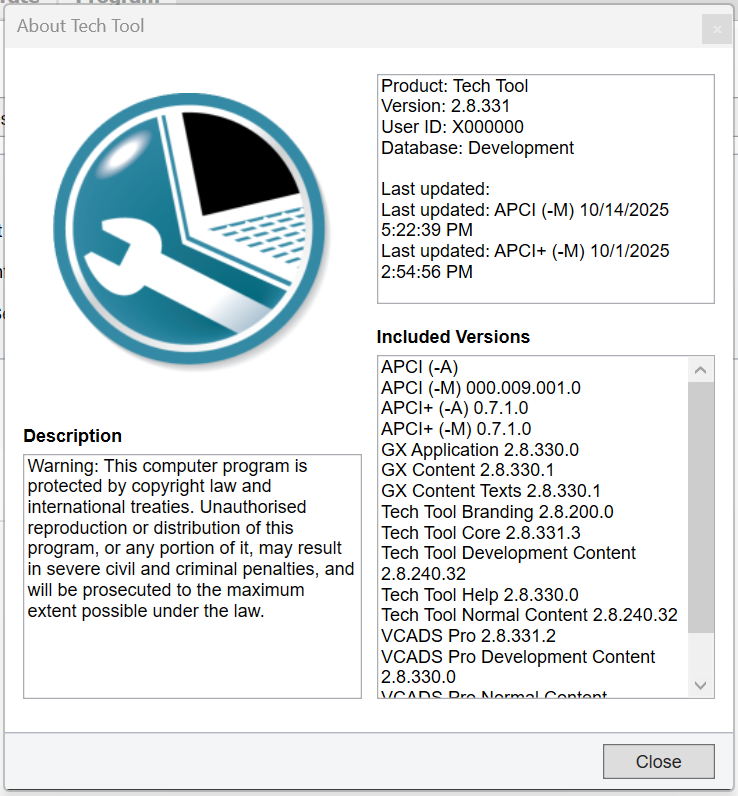 Program
About Tech Tool
Product: Tech Tool
Version: 2.8.331
User ID: X000000
Database: Development
Last updated:
Last updated: APCI (-M) 10/14/2025
5:22:39 PM
Last updated: APCI+ (-M) 10/1/2025
2:54:56 PM
Included Versions
APCI (-A)
APCI (-M) 000.009.001.0
APCI+ (-A) 0.7.1.0
APCI+ (-M) 0.7.1.0
GX Application 2.8.330.0
GX Content 2.8.330.1
GX Content Texts 2.8.330.1
Tech Tool Branding 2.8.200.0
Tech Tool Core 2.8.331.3
Tech Tool Development Content
2.8.240.32
Tech Tool Help 2.8.330.0
Tech Tool Normal Content 2.8.240.32
VCADS Pro 2.8.331.2
VCADS Pro Development Content
2.8.330.0
VCADS Pro Normal Content
Description
Warning: This computer program is
protected by copyright law and
international treaties. Unauthorised
reproduction or distribution of this
program, or any portion of it, may result
in severe civil and criminal penalties, and
will be prosecuted to the maximum
extent possible under the law.
Close